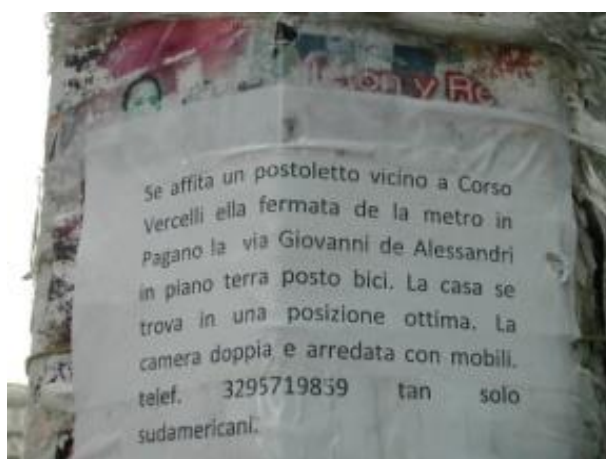 on y Re
Se affita un postoletto vicino a Corso
Vercelli ella fermata de la metro in
Pagano la via Giovanni de Alessandri
in piano terra posto bici. La casa se
trova in una posizione ottima. La
camera doppia e arredata con mobili.
telef. 3295719859 tan solo
sudamericani.